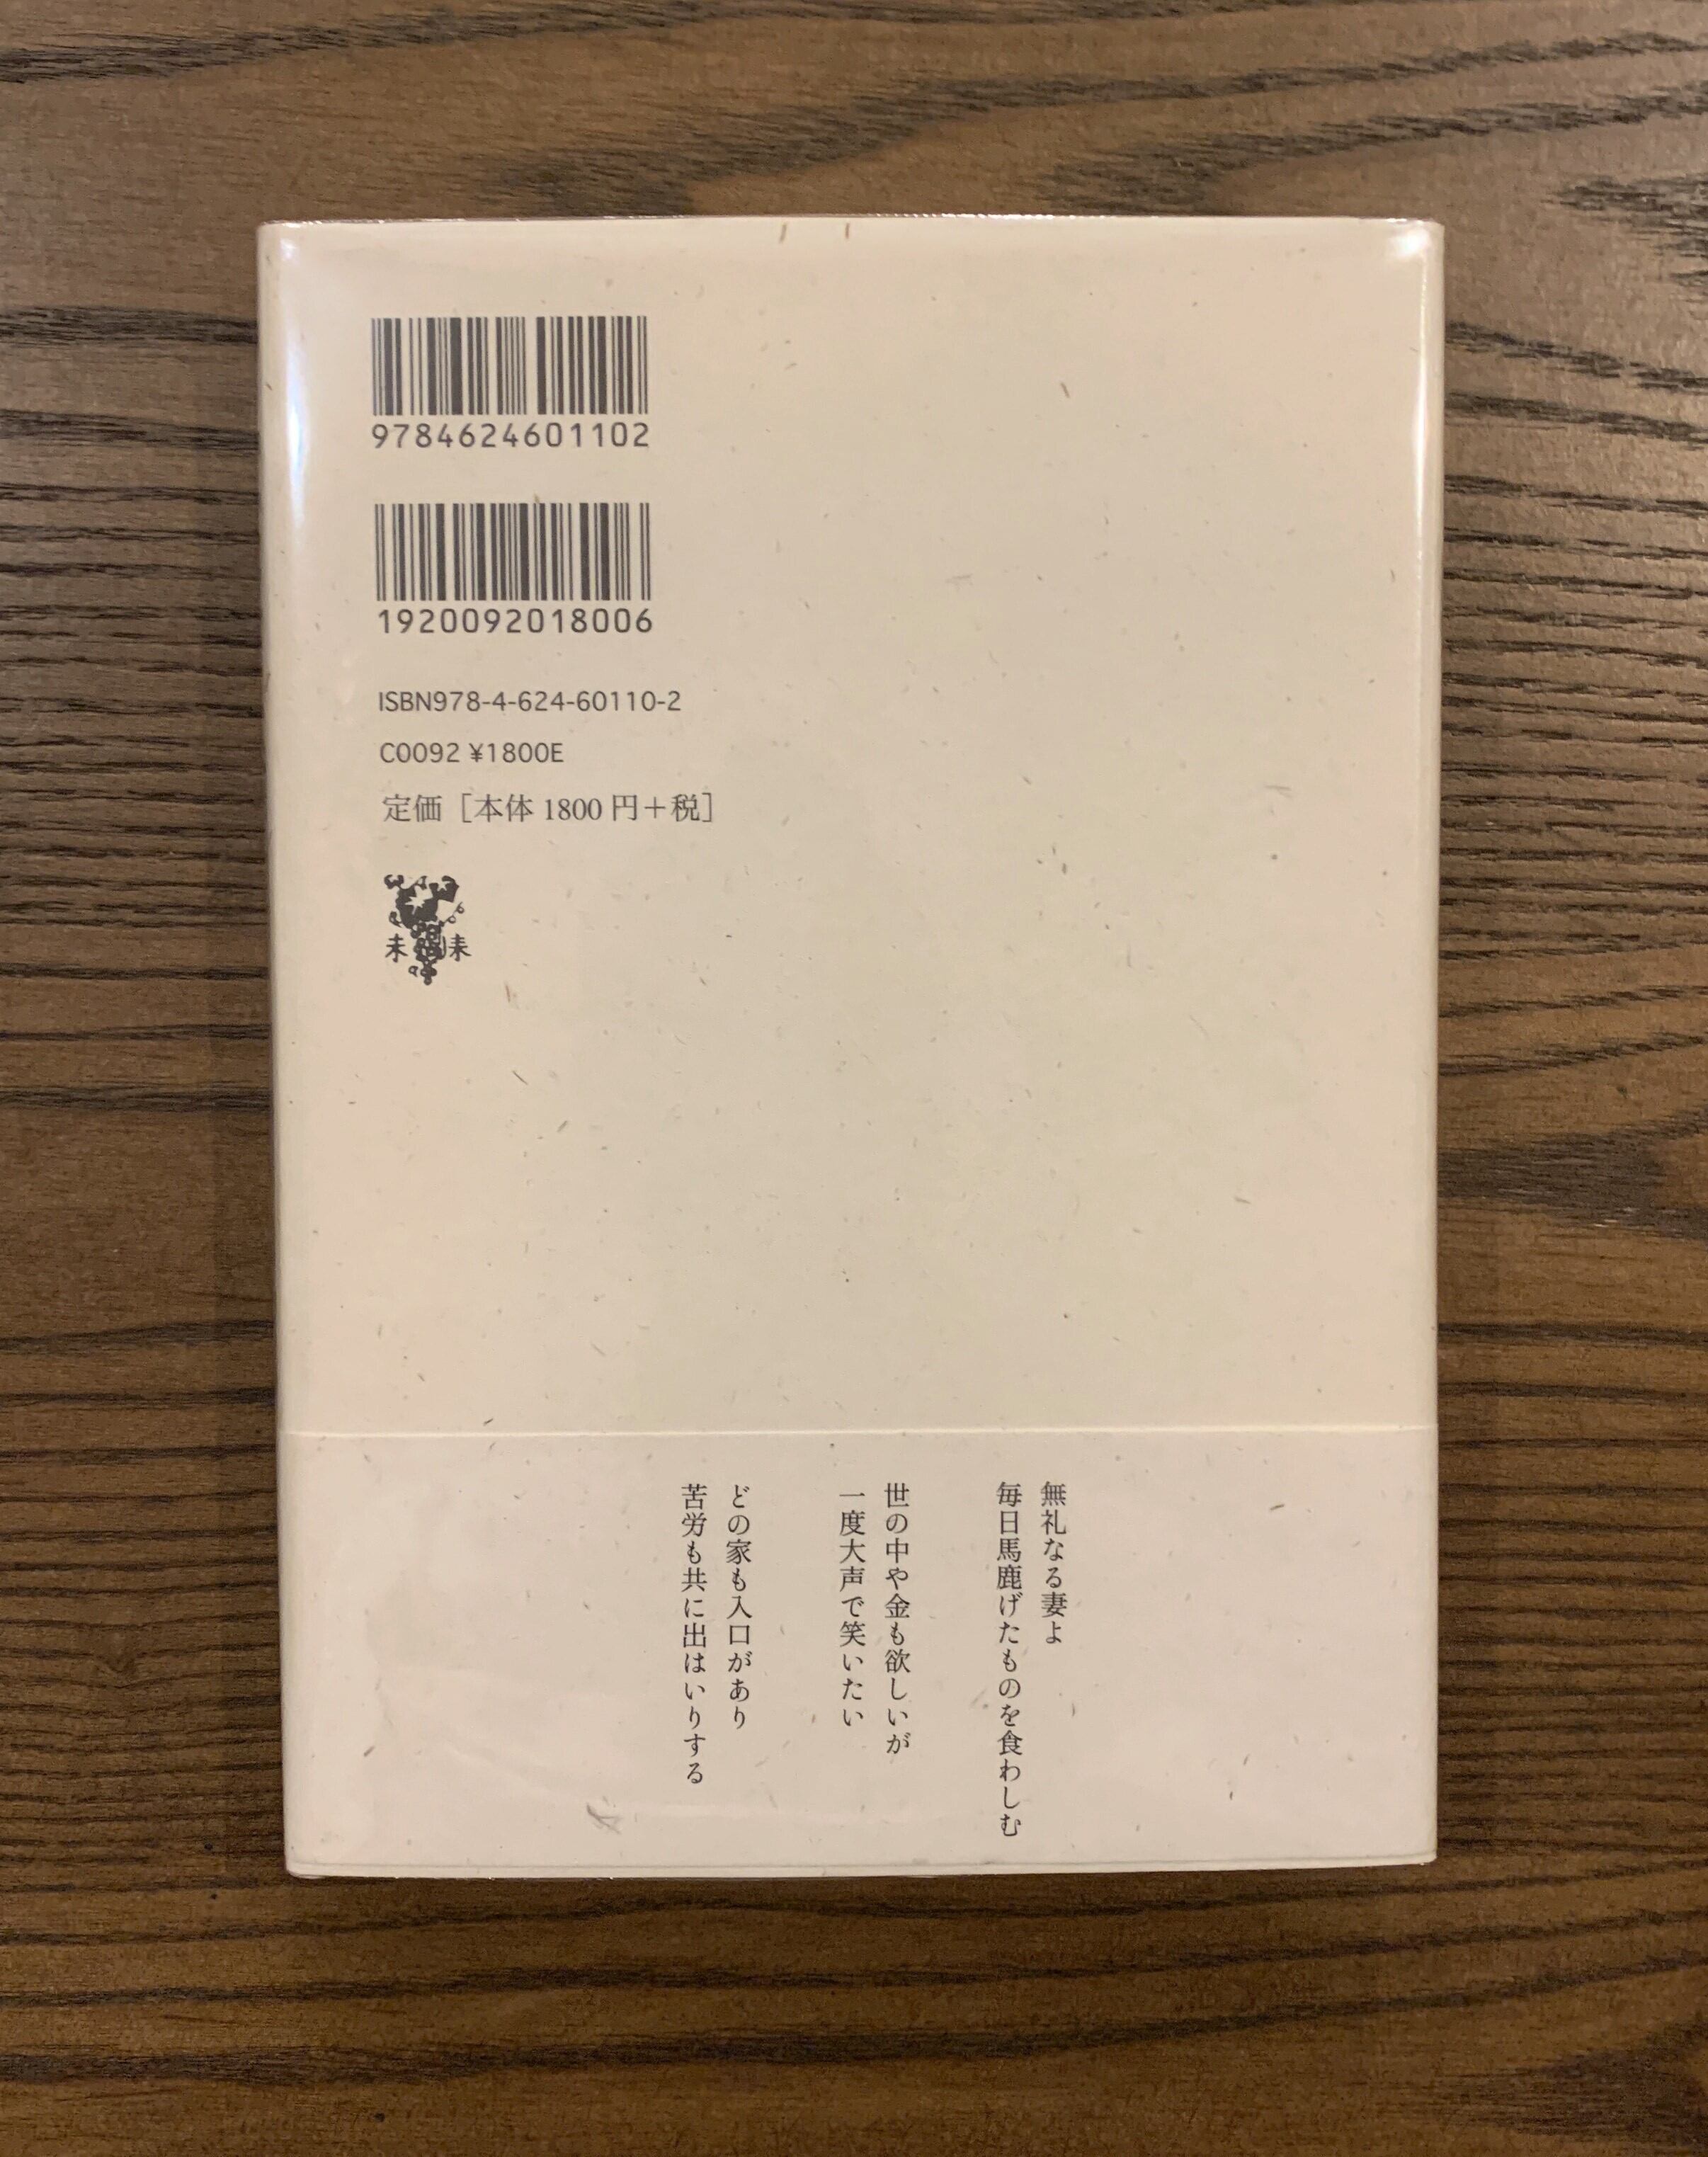 9784624601102
1920092018006
ISBN978-4-624-60110-2
C0092 ¥1800E
定価［本体 1800 円＋税］
未来
無礼なる妻よ
毎日馬鹿げたものを食わしむ
世の中や金も欲しいが
一度大声で笑いたい
どの家も入口があり
苦労も共に出はいりする